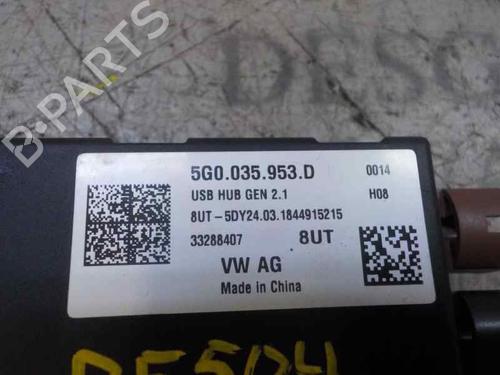 B-PARTS
DESC
5G0.035.953.D 0014
USB HUB GEN 2.1 H08
8UT-5DY24.03.1844915215
33288407 8UT
VW AG
Made in China